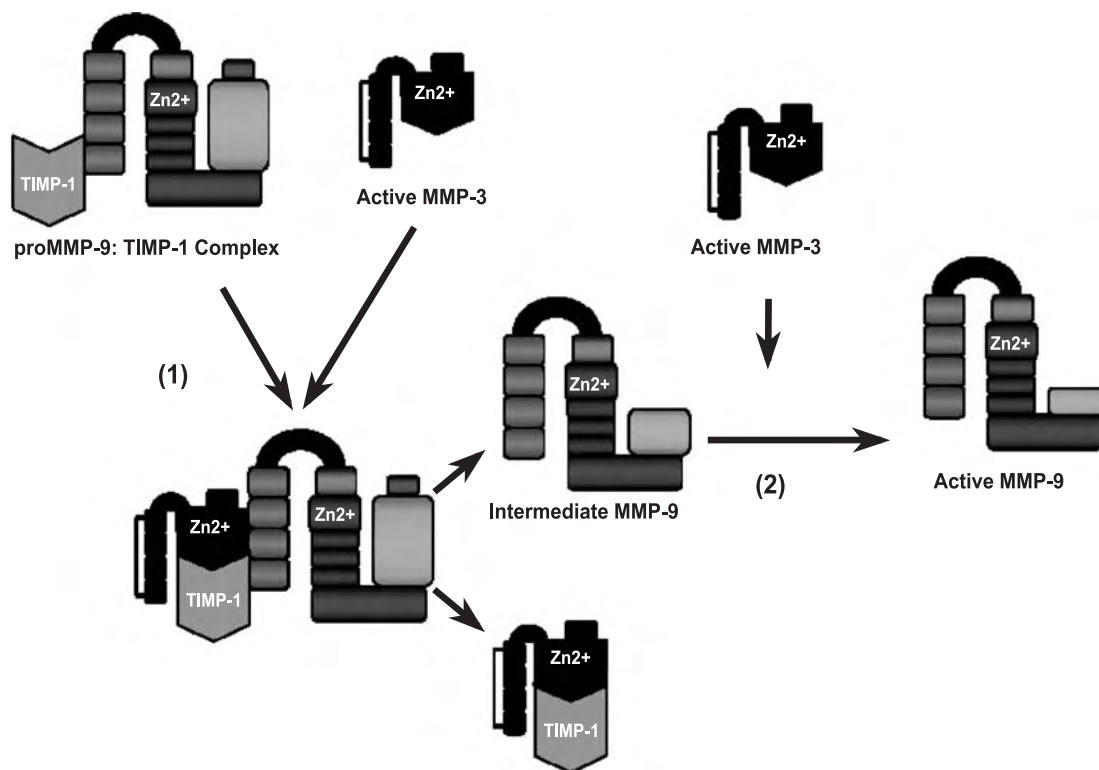 Zn2+
TIMP-1
proMMP-9: TIMP-1 Complex
Zn2+
Active MMP-3
Zn2+
Active MMP-3
(1)
Zn2+
Zn2+
TIMP-1
Zn2+
Intermediate MMP-9
(2)
Zn2+
Active MMP-9
Zn2+
TIMP-1